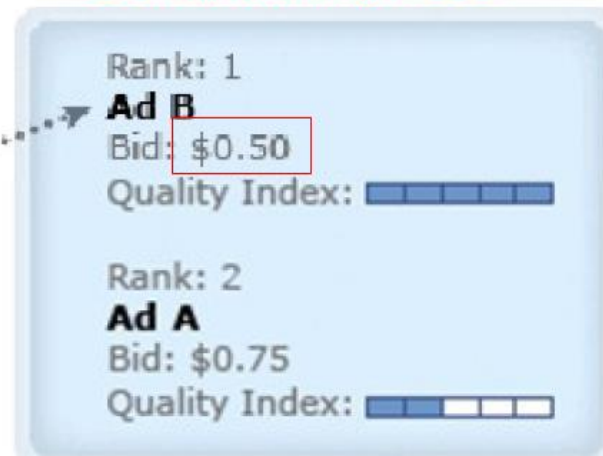 Rank: 1
Ad B
Bid: $0.50
Quality Index:
Rank: 2
Ad A
Bid: $0.75
Quality Index: